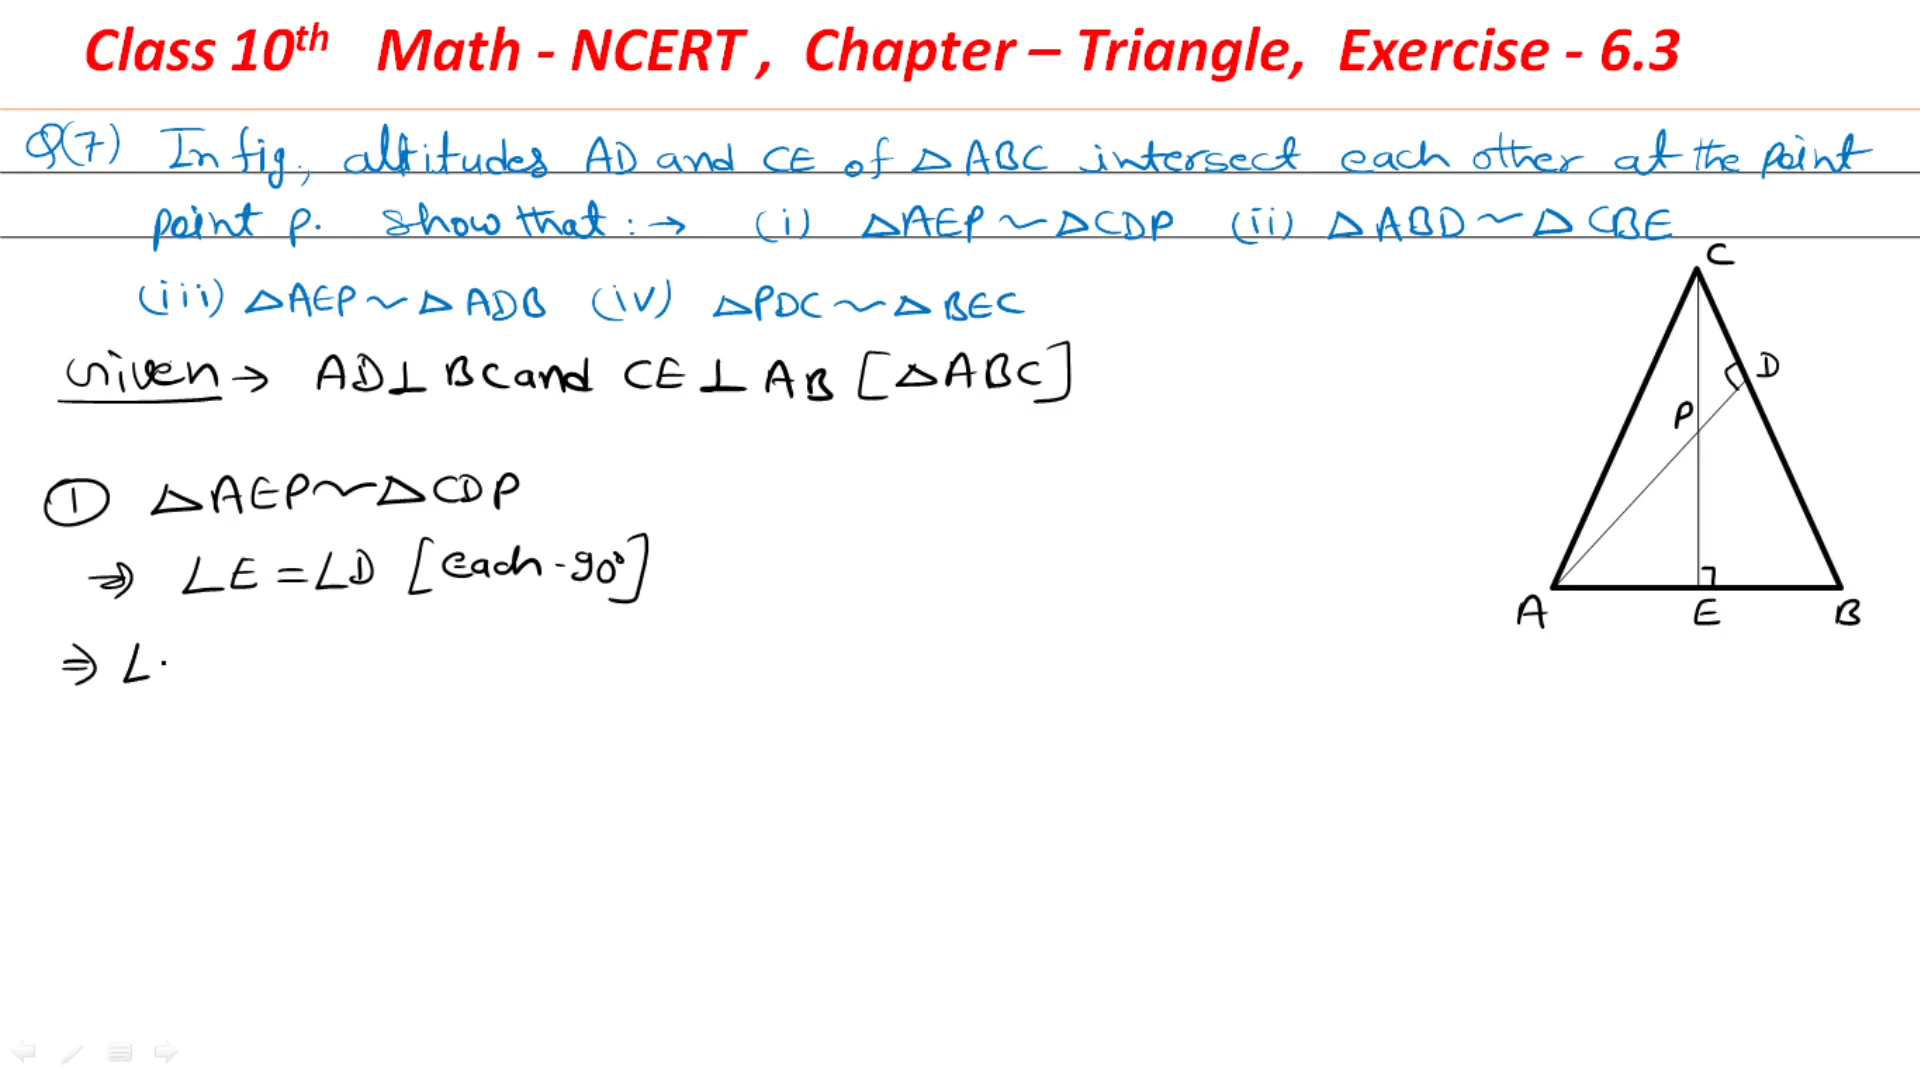 Class 10th Math - NCERT , Chapter – Triangle, Exercise - 6.3
Q(7) In fig., altitudes AD and CE of △ABC intersect each other at the point
point P. Show that :→ (i) △AEP ~ △CDP (ii) △ABD ~ △CBE
(iii) △AEP ~ △ADB (iv) △PDC ~ △BEC
Given → AD⊥BC and CE⊥AB [△ABC]
① △AEP ~ △CDP
⇒ ∠E = ∠D [each - 90°]
⇒ ∠
C
D
P
A
E
B